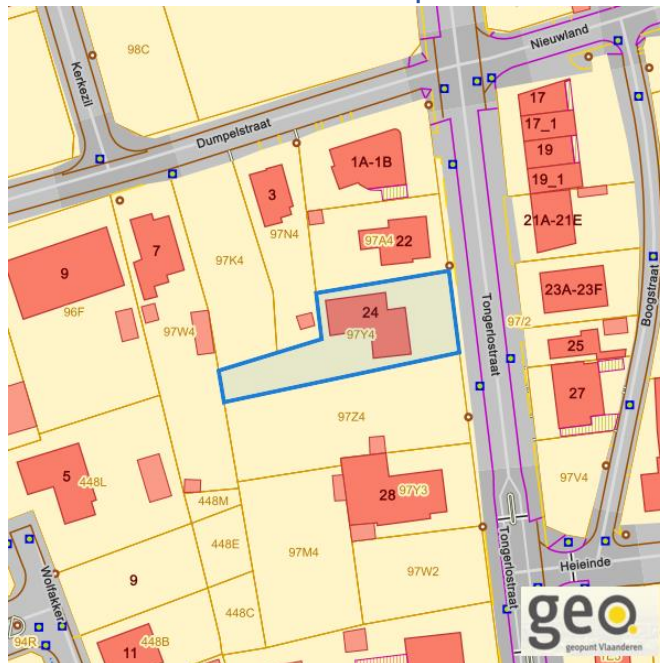 98C
Nieuwland
Kerkezil
Dumpelstraat
17
17_1
1A-1B
19
19_1
3
97N4
21A-21E
97A4
22
7
97K4
9
96F
23A-23F
Boogstraat
24
97Y4
97/2
Tongerlostraat
97W4
25
27
97Z4
5
448L
97V4
28
97Y3
448M
448E
97M4
Tongerlostraat
Heieinde
97W2
9
Wolfakker
448C
94R
11
448B
geo
geopunt Vlaanderen